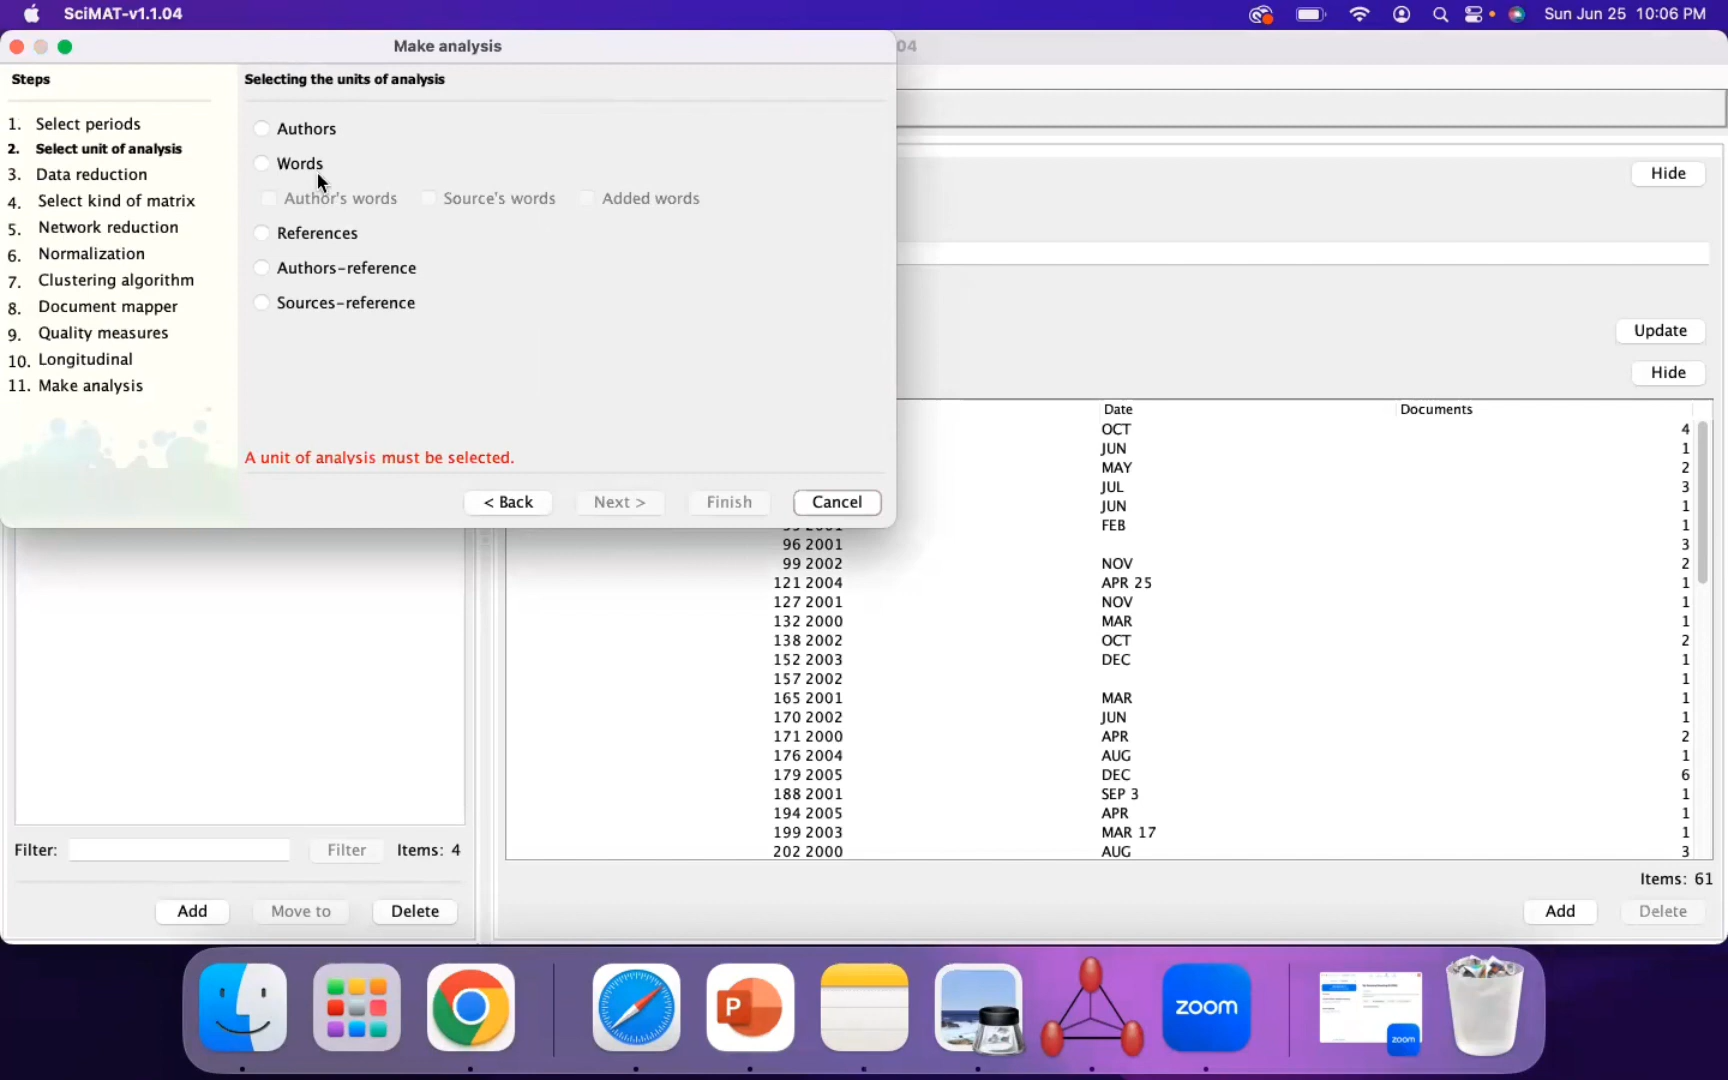 SciMAT-v1.1.04
Sun Jun 25 10:06 PM
Make analysis
04
Steps
1. Select periods
2. Select unit of analysis
3. Data reduction
4. Select kind of matrix
5. Network reduction
6. Normalization
7. Clustering algorithm
8. Document mapper
9. Quality measures
10. Longitudinal
11. Make analysis
Selecting the units of analysis
Authors
Words
Author's words Source's words Added words
References
Authors-reference
Sources-reference
A unit of analysis must be selected.
< Back Next > Finish Cancel
Hide
Update
Hide
Date Documents
OCT 4
JUN 1
MAY 2
JUL 3
JUN 1
FEB 1
96 2001 3
99 2002 NOV 2
121 2004 APR 25 1
127 2001 NOV 1
132 2000 MAR 1
138 2002 OCT 2
152 2003 DEC 1
157 2002 1
165 2001 MAR 1
170 2002 JUN 1
171 2000 APR 2
176 2004 AUG 1
179 2005 DEC 6
188 2001 SEP 3 1
194 2005 APR 1
199 2003 MAR 17 1
202 2000 AUG 3
Filter: Filter Items: 4
Items: 61
Add Move to Delete
Add Delete
P
zoom
zoom